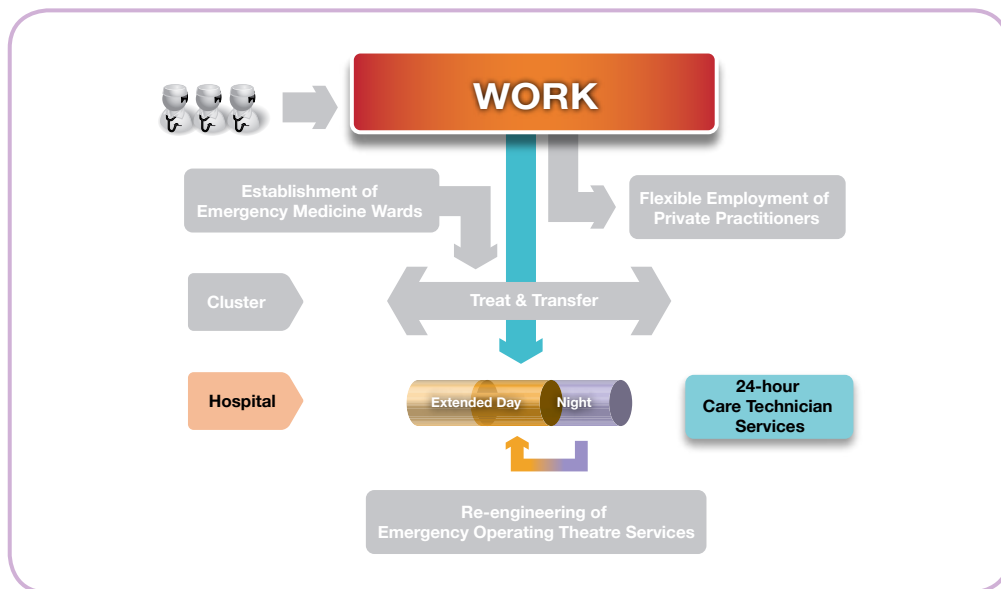 WORK
Establishment of
Emergency Medicine Wards
Flexible Employment of
Private Practitioners
Cluster
Treat & Transfer
Hospital
Extended Day
Night
24-hour
Care Technician
Services
Re-engineering of
Emergency Operating Theatre Services